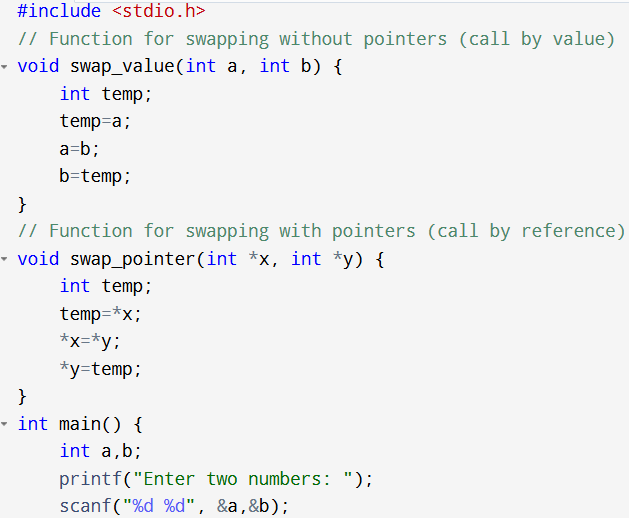 #include <stdio.h>
// Function for swapping without pointers (call by value)
void swap_value(int a, int b) {
    int temp;
    temp=a;
    a=b;
    b=temp;
}
// Function for swapping with pointers (call by reference)
void swap_pointer(int *x, int *y) {
    int temp;
    temp=*x;
    *x=*y;
    *y=temp;
}
int main() {
    int a,b;
    printf("Enter two numbers: ");
    scanf("%d %d", &a,&b);